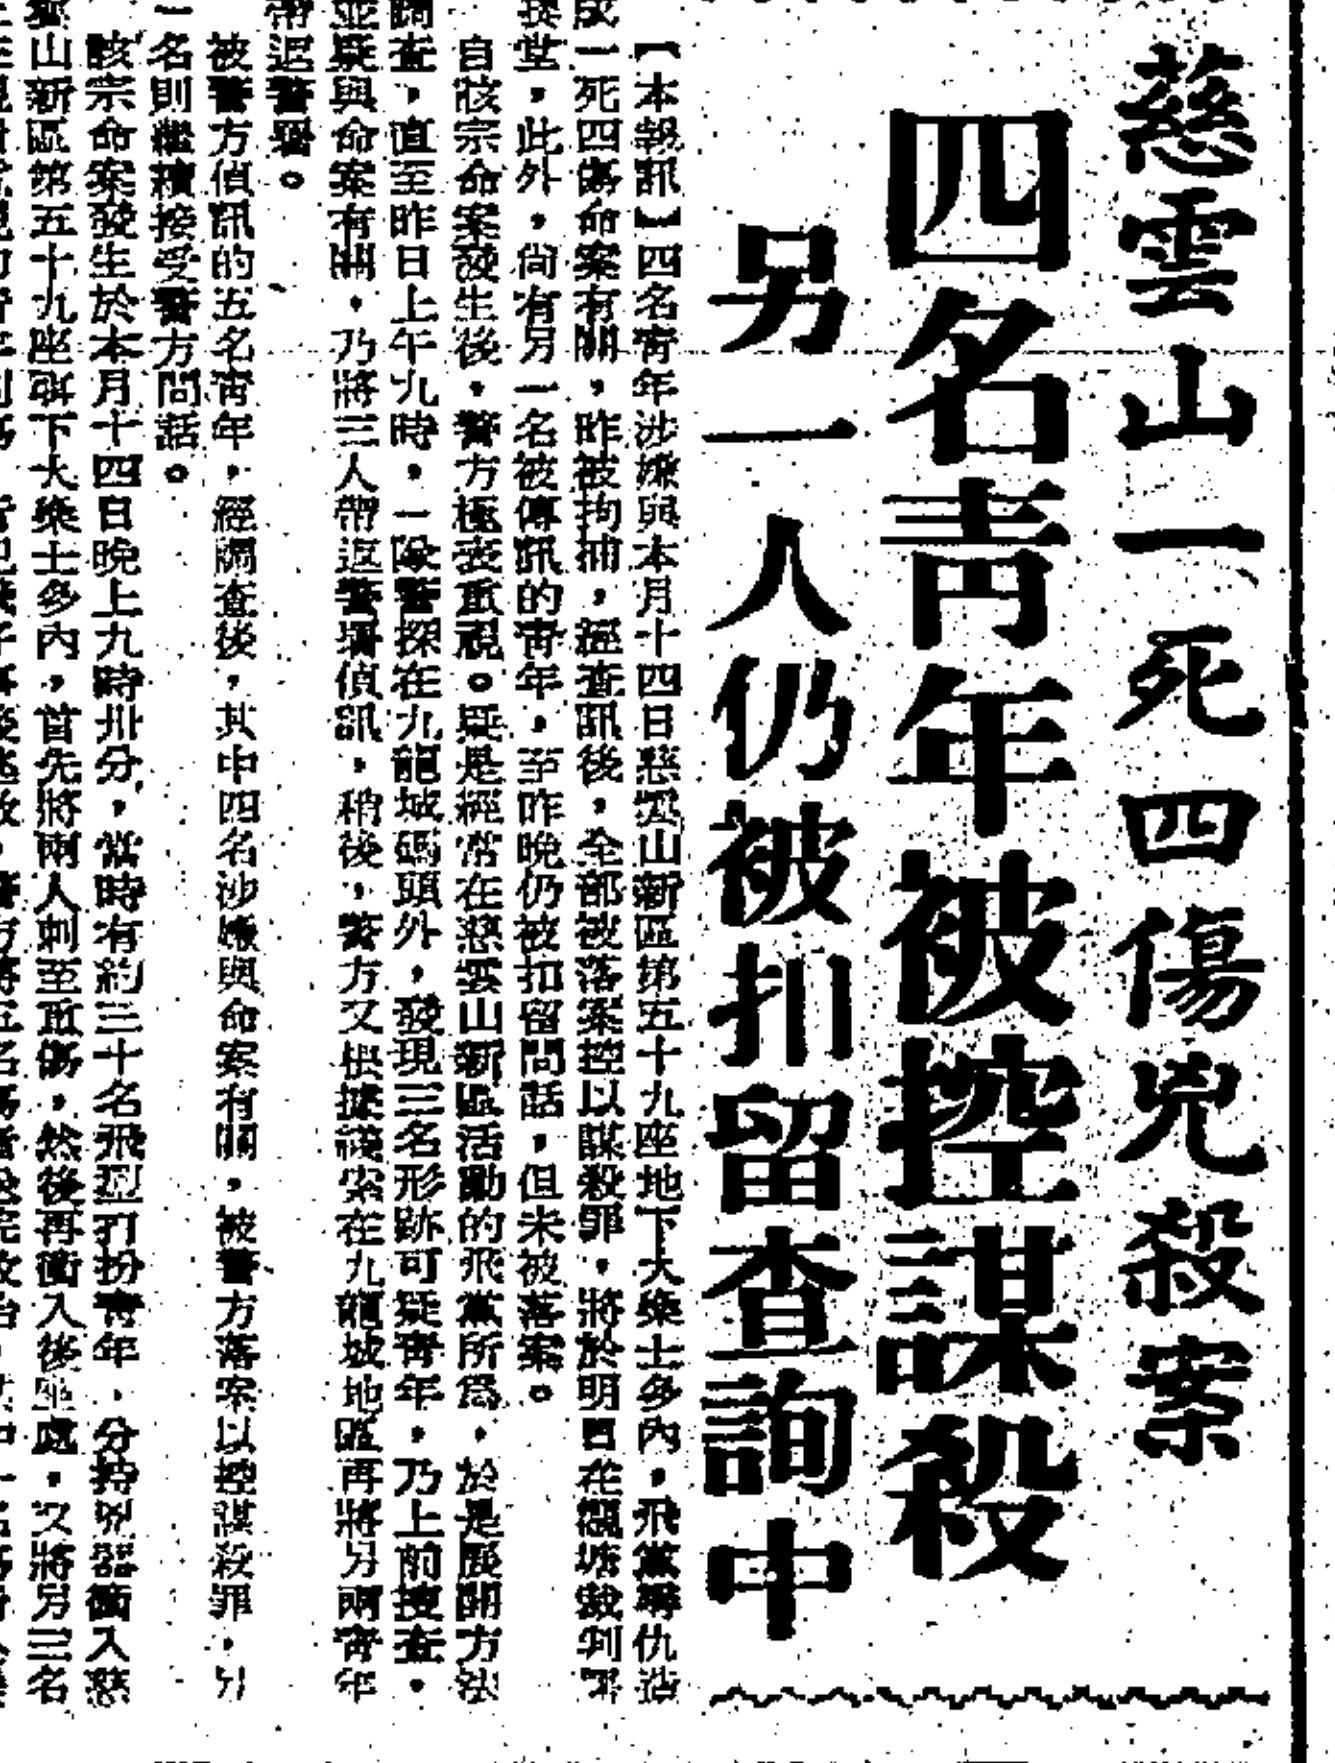 慈雲山一死四傷兇殺案
四名青年被控謀殺
另一人仍被扣留查詢中
【本報訊】四名青年涉嫌與本月十四日慈雲山新區第五十九座地下大樂士多內，飛黨尋仇造
成一死四傷命案有關，昨被拘捕，經查訊後，全部被落案控以謀殺罪，將於明日在觀塘裁判署
提堂，此外，尚有另一名被傳訊的青年，至昨晚仍被扣留問話，但未被落案。
自該宗命案發生後，警方極表重視。疑是經常在慈雲山新區活動的飛黨所為，於是展開方法
調查，直至昨日上午九時，一隊警探在九龍城碼頭外，發現三名形跡可疑青年，乃上前搜查，
並疑與命案有關，乃將三人帶返警署偵訊，稍後，警方又根據綫索在九龍城地區再將另兩青年
帶返警署。
被警方偵訊的五名青年，經調查後，其中四名涉嫌與命案有關，被警方落案以控謀殺罪，另
一名則繼續接受警方問話。
該宗命案發生於本月十四日晚上九時卅分，當時有約三十名飛型打扮青年，分持兇器衝入慈
雲山新區第五十九座地下大樂士多內，首先將兩人刺至重傷，然後再衝入後座處，又將另三名